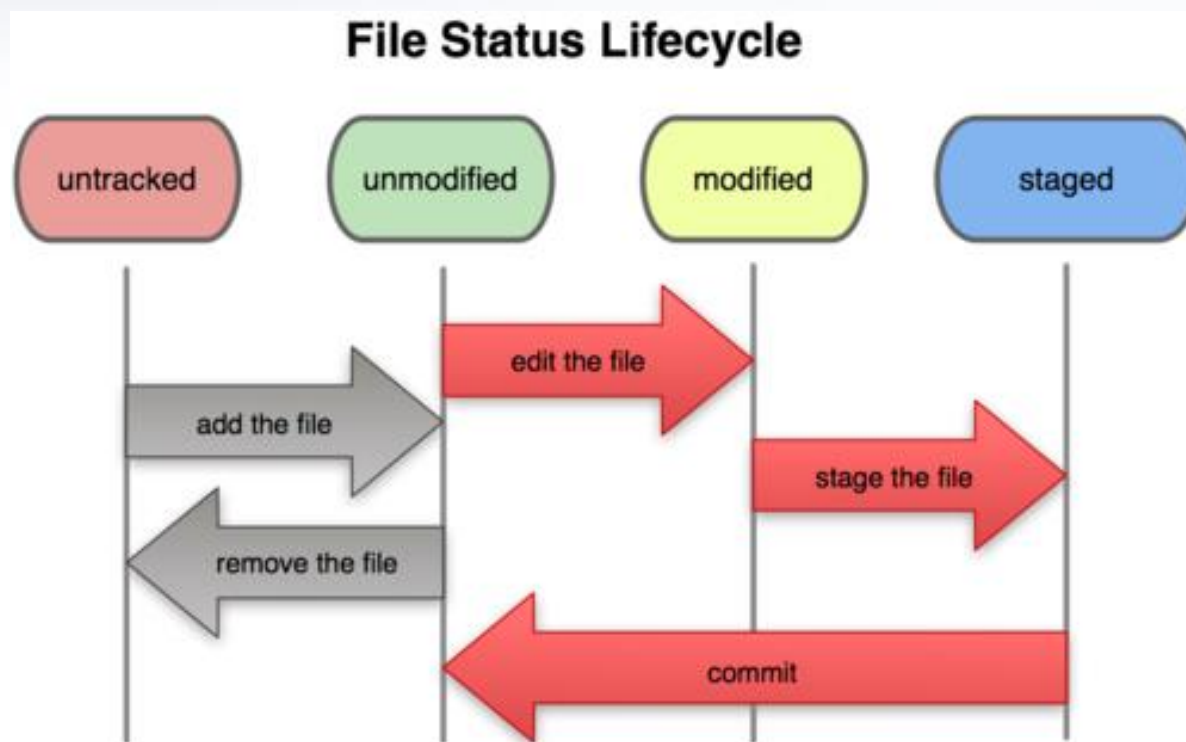 File Status Lifecycle
untracked
unmodified
modified
staged
edit the file
add the file
stage the file
remove the file
commit